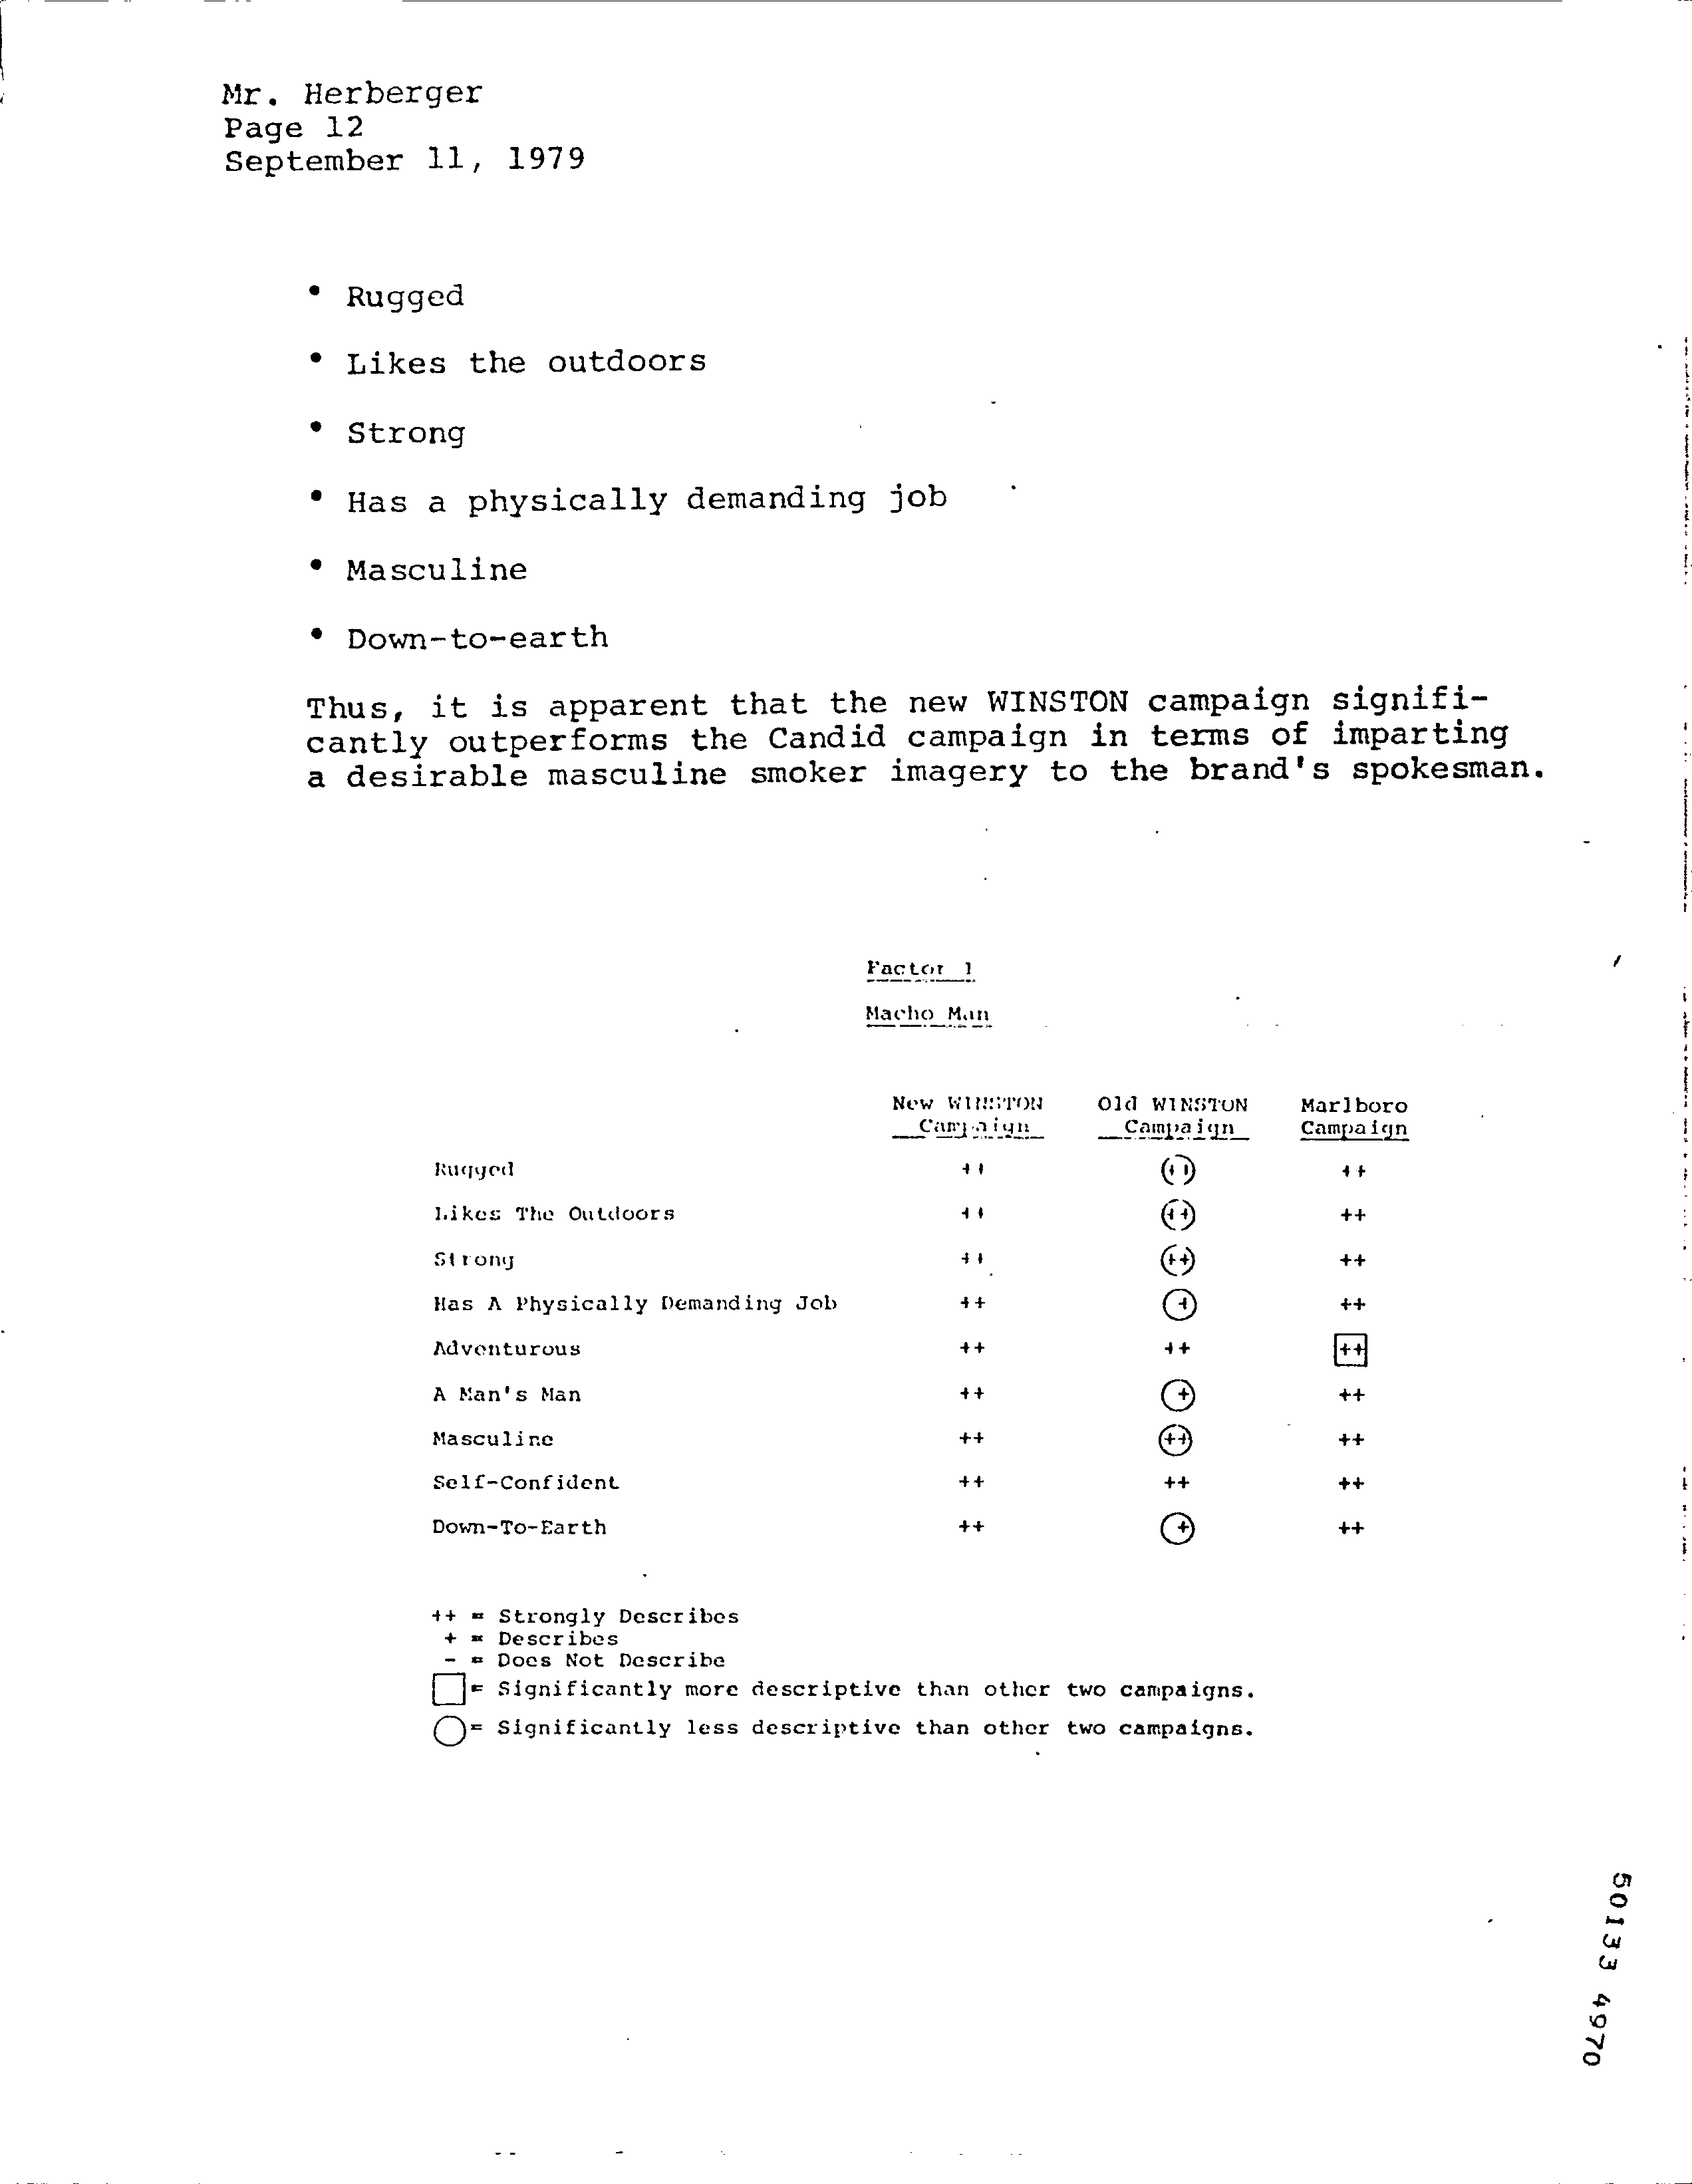 Mr. Herberger
Page 12
September 11, 1979
• Rugged
• Likes the outdoors
• Strong
• Has a physically demanding job
• Masculine
• Down-to-earth
Thus, it is apparent that the new WINSTON campaign signifi-
cantly outperforms the Candid campaign in terms of imparting
a desirable masculine smoker imagery to the brand's spokesman.
Factor 1
Macho Man
New WINSTON Old WINSTON Marlboro
Campaign Campaign Campaign
Rugged ++ ++ ++
Likes The Outdoors ++ ++ ++
Strong ++ ++ ++
Has A Physically Demanding Job ++ + ++
Adventurous ++ ++ ++
A Man's Man ++ + ++
Masculine ++ ++ ++
Self-Confident ++ ++ ++
Down-To-Earth ++ + ++
++ = Strongly Describes
+ = Describes
- = Does Not Describe
= Significantly more descriptive than other two campaigns.
= Significantly less descriptive than other two campaigns.
50133 4970